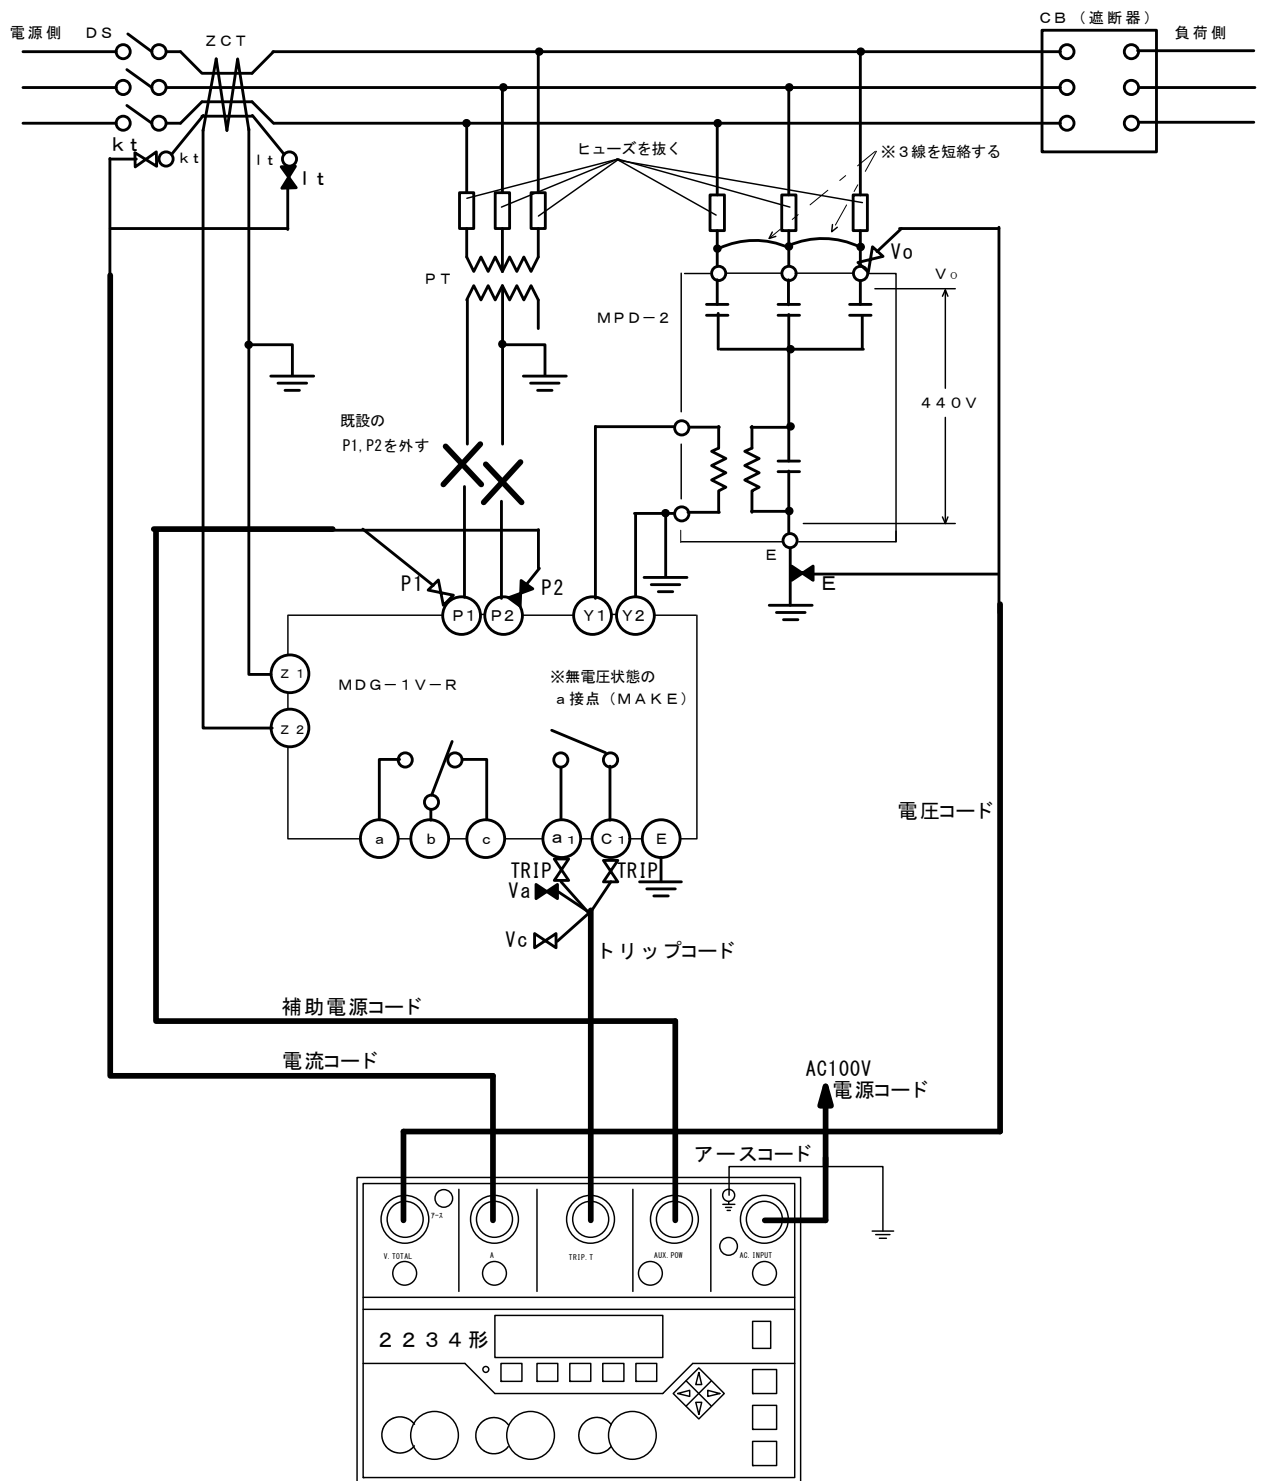 電源側
DS
ZCT
CB（遮断器）
負荷側
kt
kt
lt
lt
ヒューズを抜く
※３線を短絡する
Vo
Vo
PT
MPD－2
440V
既設の
P1,P2を外す
E
E
P1
P2
P1
P2
Y1
Y2
Z1
Z2
MDG－1V－R
※無電圧状態の
a接点（MAKE）
a
b
c
a1
C1
E
TRIP
TRIP
Va
Vc
トリップコード
電圧コード
補助電源コード
電流コード
AC100V
電源コード
アースコード
アース
V.TOTAL
A
TRIP.T
AUX.POW
AC.INPUT
2234形